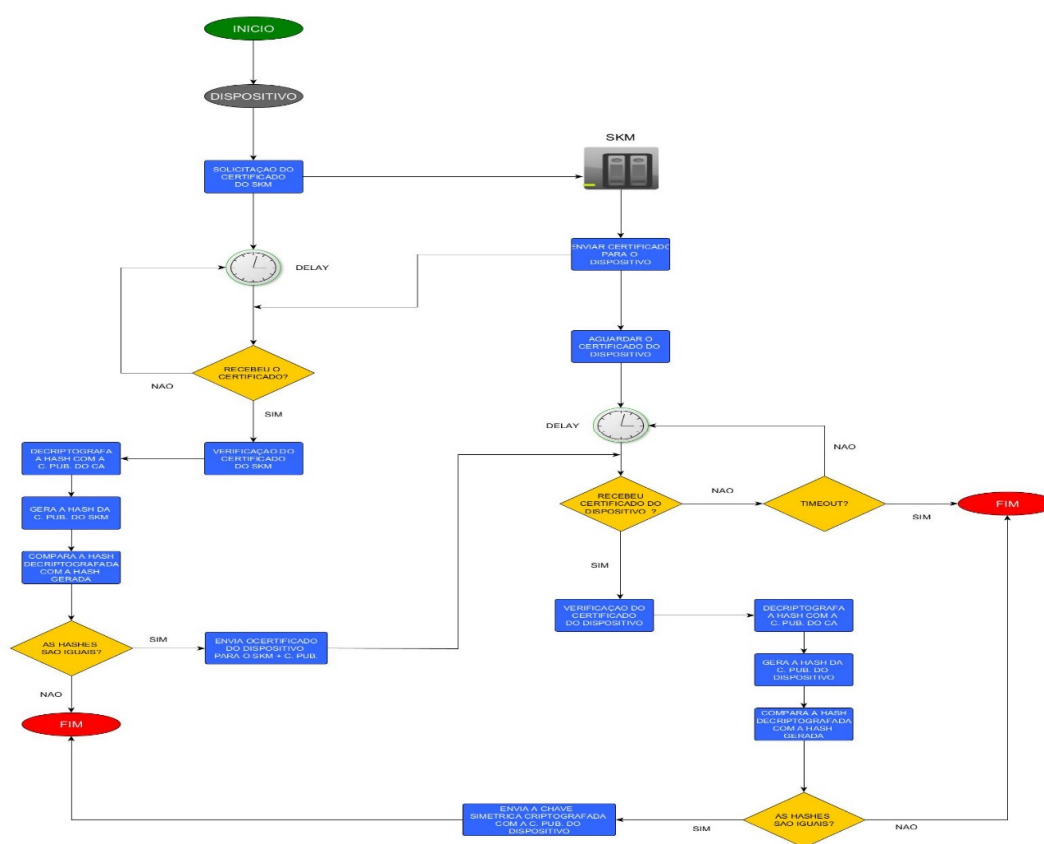 INICIO
DISPOSITIVO
SKM
SOLICITAÇAO DO
CERTIFICADO
DO SKM
ENVIAR CERTIFICADO
PARA O
DISPOSITIVO
DELAY
AGUARDAR O
CERTIFICADO DO
DISPOSITIVO
RECEBEU O
CERTIFICADO?
NAO
SIM
DELAY
NAO
DECRIPTOGRAFA
A HASH COM A
C. PUB. DO CA
VERIFICAÇAO DO
CERTIFICADO
DO SKM
RECEBEU
CERTIFICADO DO
DISPOSITIVO ?
NAO
TIMEOUT?
SIM
FIM
GERA A HASH DA
C. PUB. DO SKM
COMPARA A HASH
DECRIPTOGRAFADA
COM A HASH
GERADA
SIM
VERIFICAÇAO DO
CERTIFICADO
DO DISPOSITIVO
DECRIPTOGRAFA
A HASH COM A
C. PUB. DO CA
AS HASHES
SAO IGUAIS?
SIM
ENVIA OCERTIFICADO
DO DISPOSITIVO
PARA O SKM + C. PUB.
GERA A HASH DA
C. PUB. DO
DISPOSITIVO
NAO
FIM
COMPARA A HASH
DECRIPTOGRAFADA
COM A HASH
GERADA
ENVIA A CHAVE
SIMETRICA CRIPTOGRAFADA
COM A C. PUB. DO
DISPOSITIVO
SIM
AS HASHES
SAO IGUAIS?
NAO